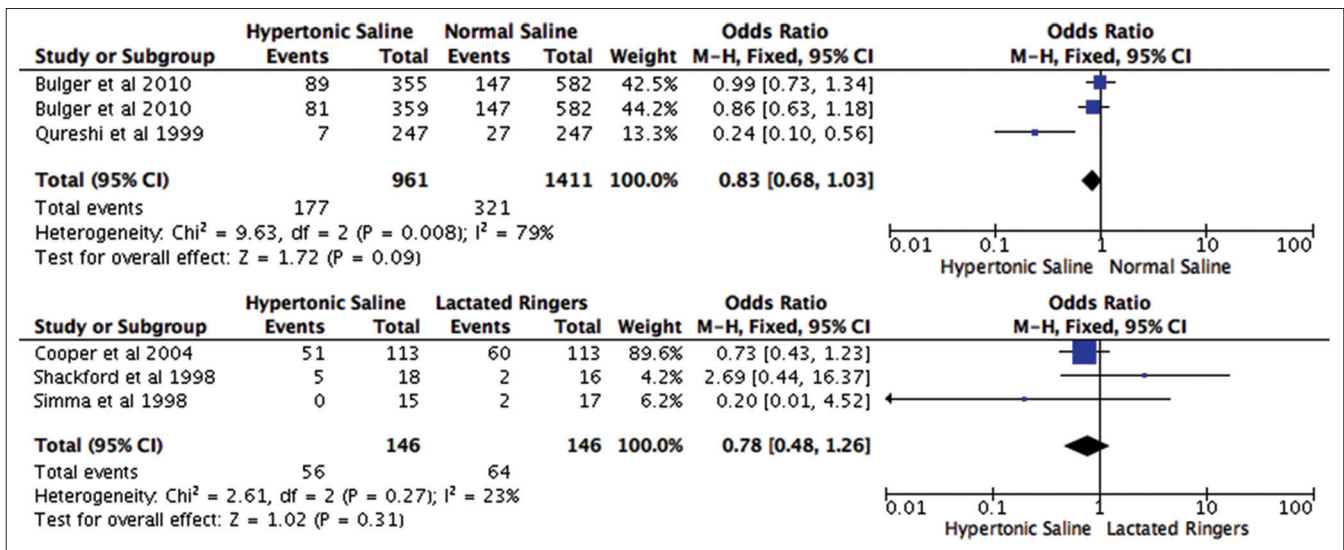 Hypertonic Saline Normal Saline Odds Ratio Odds Ratio
Study or Subgroup Events Total Events Total Weight M-H, Fixed, 95% CI M-H, Fixed, 95% CI
Bulger et al 2010 89 355 147 582 42.5% 0.99 [0.73, 1.34]
Bulger et al 2010 81 359 147 582 44.2% 0.86 [0.63, 1.18]
Qureshi et al 1999 7 247 27 247 13.3% 0.24 [0.10, 0.56]
Total (95% CI) 961 1411 100.0% 0.83 [0.68, 1.03]
Total events 177 321
Heterogeneity: Chi² = 9.63, df = 2 (P = 0.008); I² = 79%
Test for overall effect: Z = 1.72 (P = 0.09)
0.01 0.1 1 10 100
Hypertonic Saline Normal Saline
Hypertonic Saline Lactated Ringers Odds Ratio Odds Ratio
Study or Subgroup Events Total Events Total Weight M-H, Fixed, 95% CI M-H, Fixed, 95% CI
Cooper et al 2004 51 113 60 113 89.6% 0.73 [0.43, 1.23]
Shackford et al 1998 5 18 2 16 4.2% 2.69 [0.44, 16.37]
Simma et al 1998 0 15 2 17 6.2% 0.20 [0.01, 4.52]
Total (95% CI) 146 146 100.0% 0.78 [0.48, 1.26]
Total events 56 64
Heterogeneity: Chi² = 2.61, df = 2 (P = 0.27); I² = 23%
Test for overall effect: Z = 1.02 (P = 0.31)
0.01 0.1 1 10 100
Hypertonic Saline Lactated Ringers